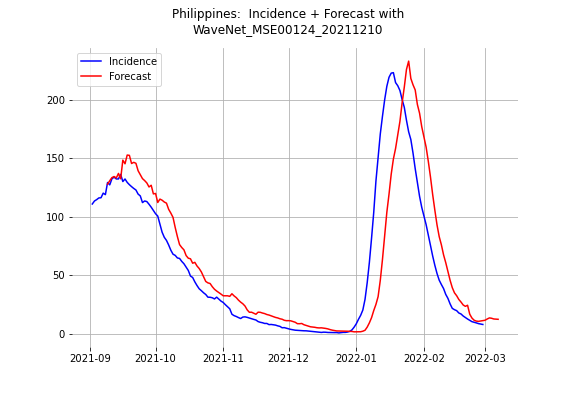 Philippines:  Incidence + Forecast with
WaveNet_MSE00124_20211210
Incidence
Forecast
200
150
100
50
0
2021-09 2021-10 2021-11 2021-12 2022-01 2022-02 2022-03